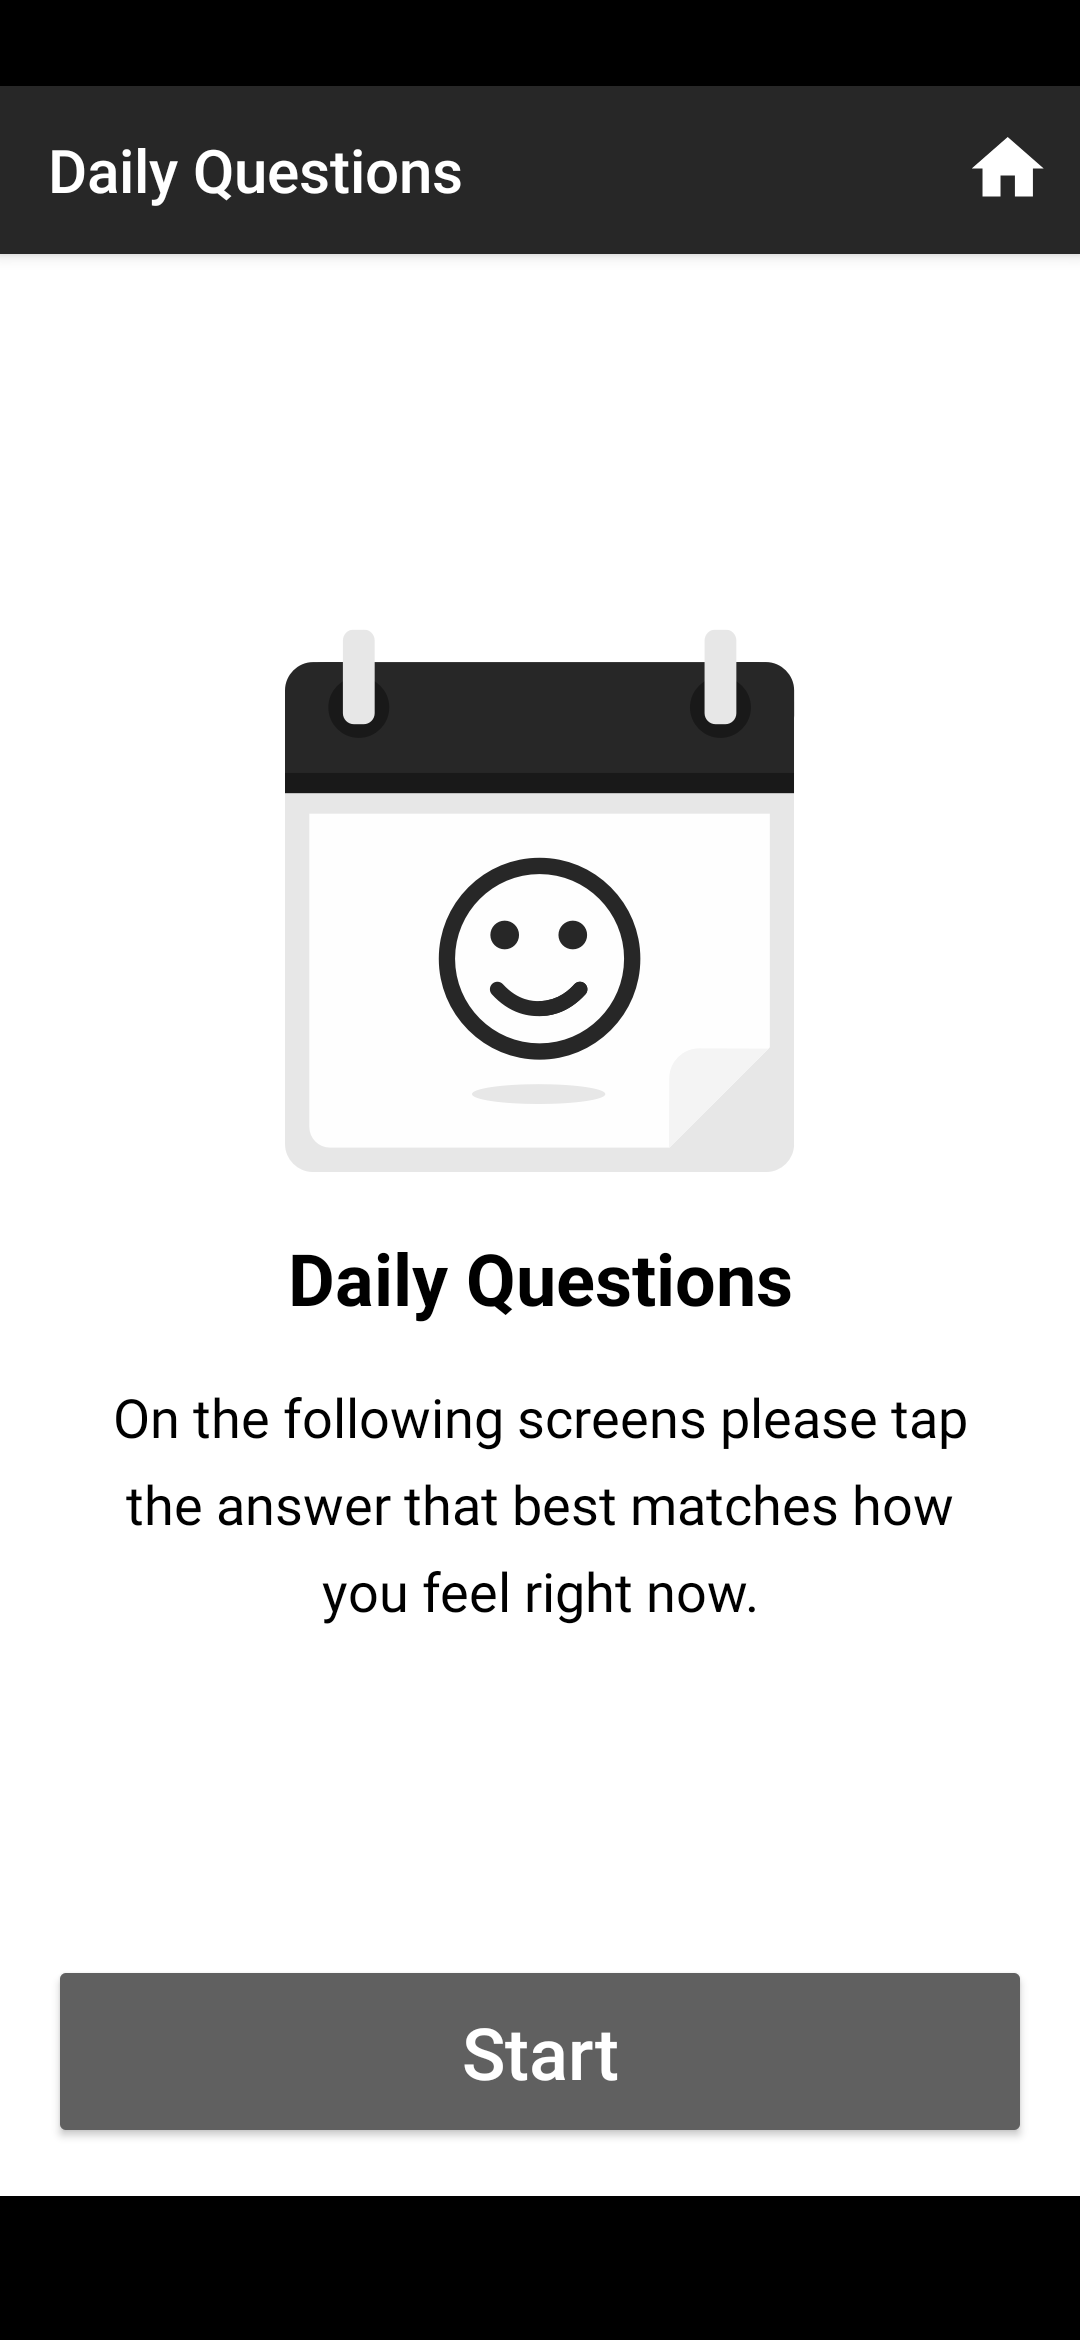 Daily Questions
Daily Questions
On the following screens please tap
the answer that best matches how
you feel right now.
Start